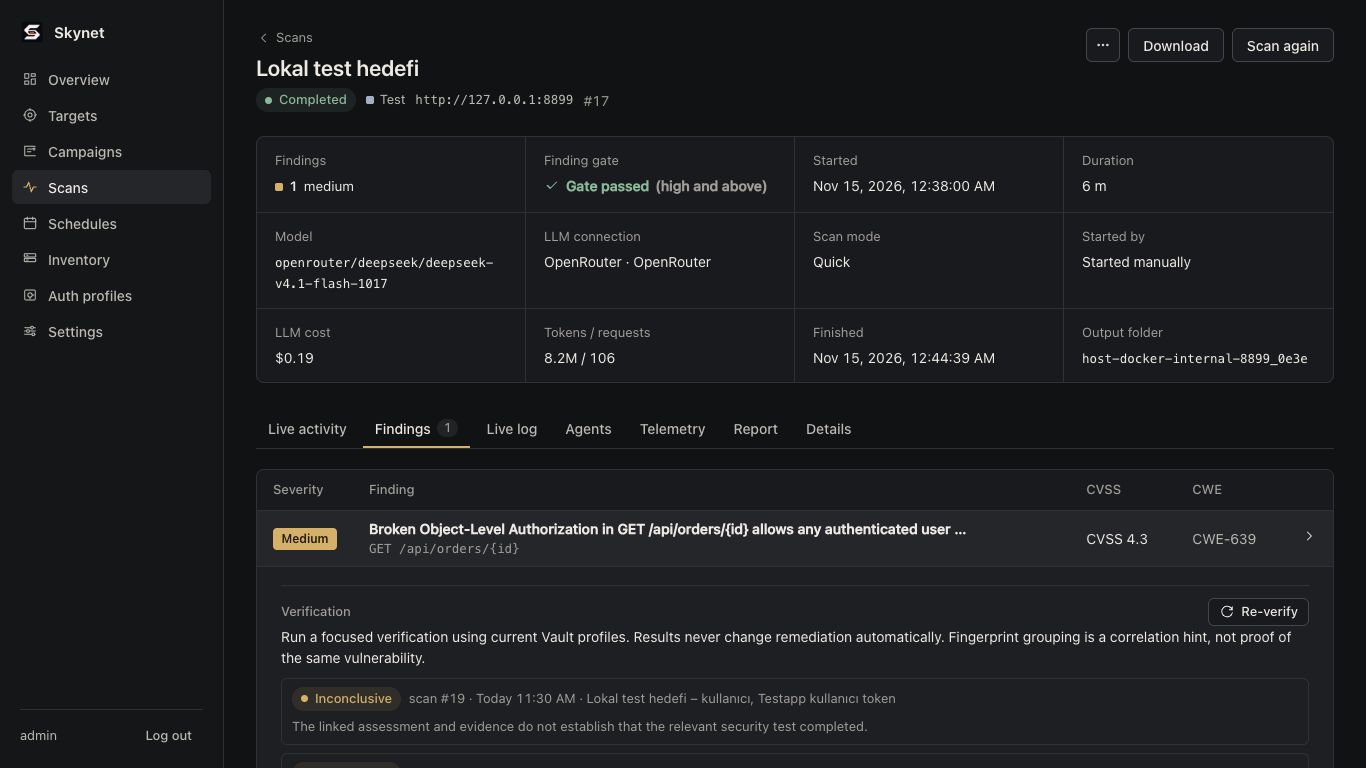 Skynet
Overview
Targets
Campaigns
Scans
Schedules
Inventory
Auth profiles
Settings
admin
Log out
Scans
Lokal test hedefi
Completed
Test
http://127.0.0.1:8899
#17
...
Download
Scan again
Findings
1 medium
Finding gate
Gate passed (high and above)
Started
Nov 15, 2026, 12:38:00 AM
Duration
6 m
Model
openrouter/deepseek/deepseek-
v4.1-flash-1017
LLM connection
OpenRouter · OpenRouter
Scan mode
Quick
Started by
Started manually
LLM cost
$0.19
Tokens / requests
8.2M / 106
Finished
Nov 15, 2026, 12:44:39 AM
Output folder
host-docker-internal-8899_0e3e
Live activity
Findings 1
Live log
Agents
Telemetry
Report
Details
Severity
Finding
CVSS
CWE
Medium
Broken Object-Level Authorization in GET /api/orders/{id} allows any authenticated user ...
GET /api/orders/{id}
CVSS 4.3
CWE-639
Verification
Re-verify
Run a focused verification using current Vault profiles. Results never change remediation automatically. Fingerprint grouping is a correlation hint, not proof of
the same vulnerability.
Inconclusive
scan #19 · Today 11:30 AM · Lokal test hedefi – kullanıcı, Testapp kullanıcı token
The linked assessment and evidence do not establish that the relevant security test completed.